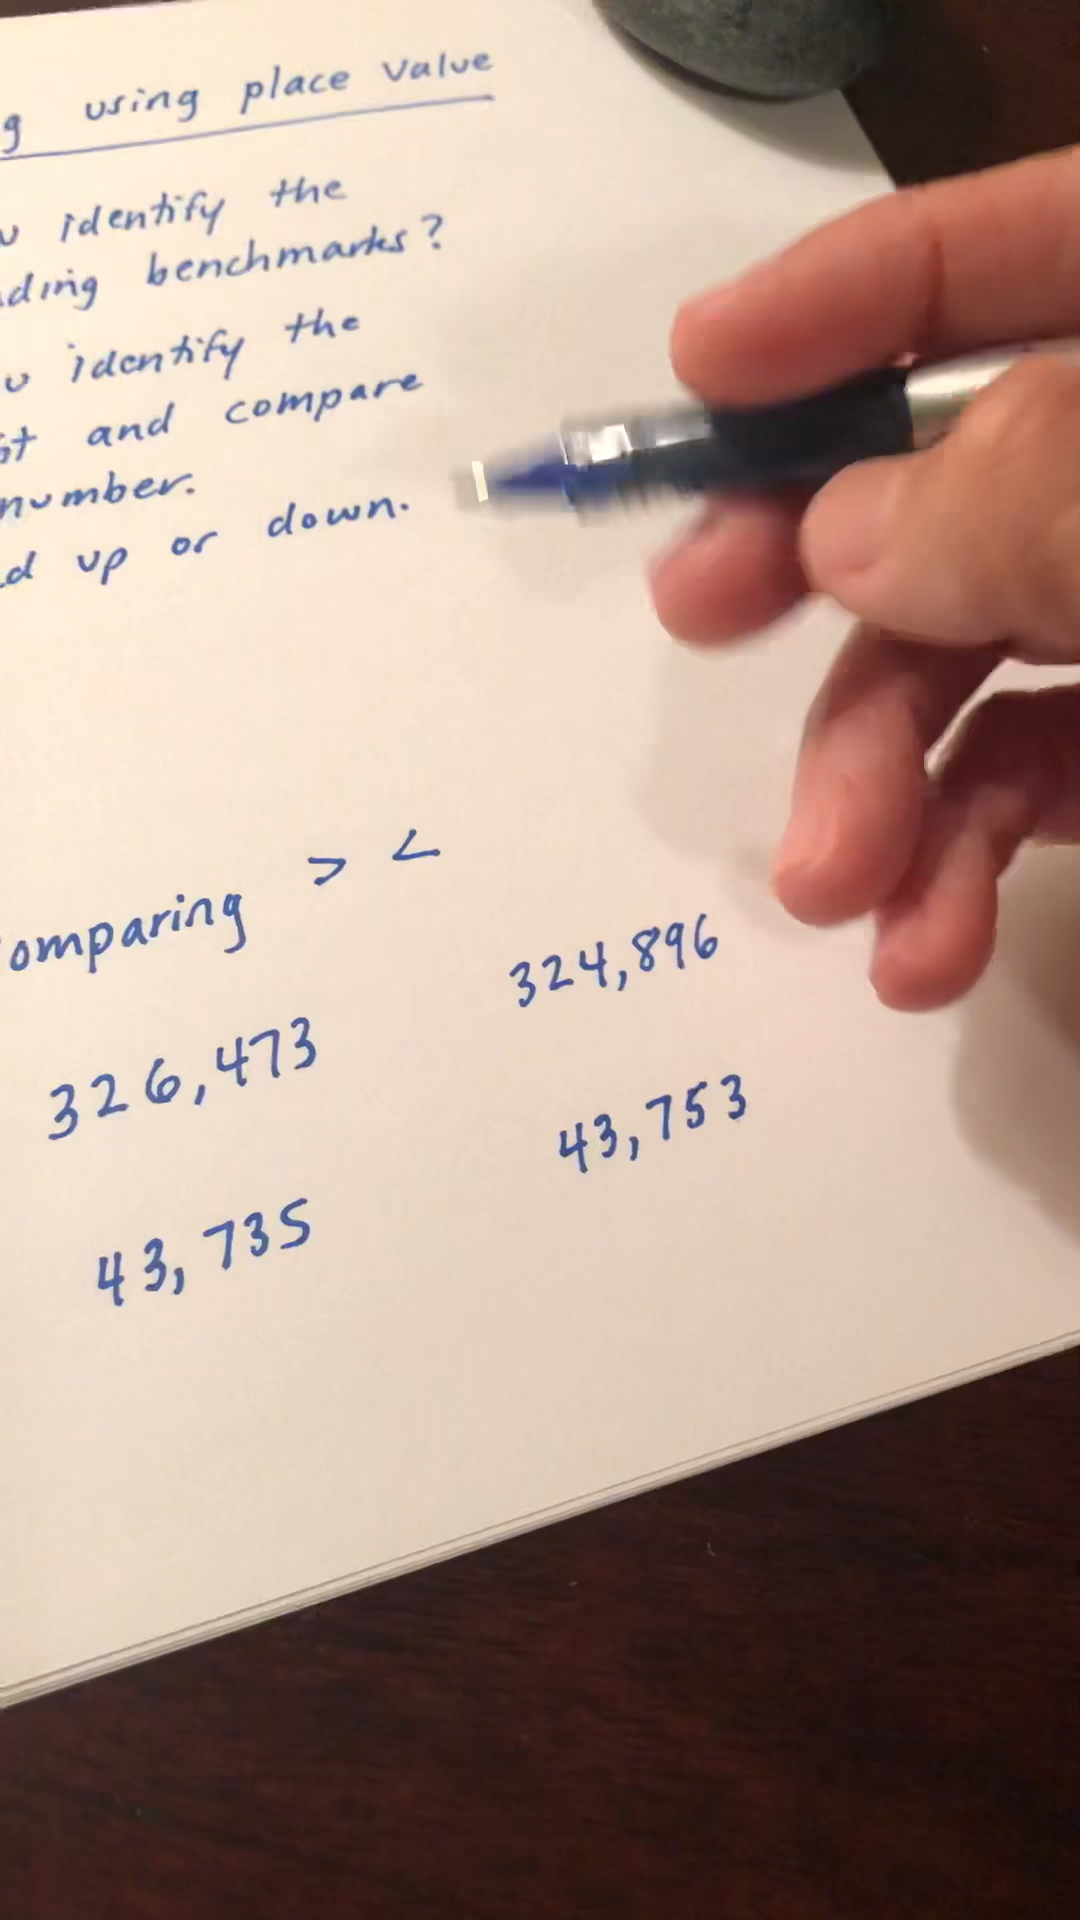 using place value
identify the
benchmarks?
identify the
and compare
number.
up or down.
omparing > <
326,473 324,896
43,735 43,753